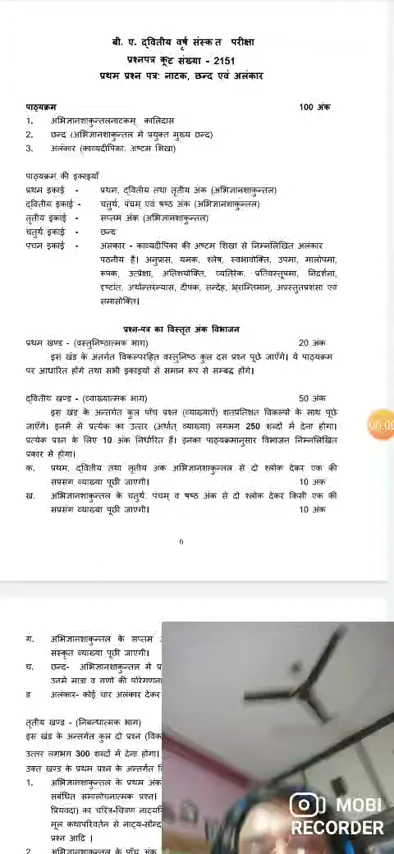 बी. ए. द्वितीय वर्ष संस्कृत परीक्षा
प्रश्नपत्र कूट संख्या - 2151
प्रथम प्रश्न पत्र: नाटक, छन्द एवं अलंकार
पाठ्यक्रम 100 अंक
1. अभिज्ञानशाकुन्तलनाटकम् कालिदास
2. छन्द (अभिज्ञानशाकुन्तल में प्रयुक्त मुख्य छन्द)
3. अलंकार (काव्यदीपिका. अष्टम शिखा)
पाठ्यक्रम की इकाइयाँ
प्रथम इकाई - प्रथम, द्वितीय तथा तृतीय अंक (अभिज्ञानशाकुन्तल)
द्वितीय इकाई - चतुर्थ, पंचम् एवं षष्ठ अंक (अभिज्ञानशाकुन्तल)
तृतीय इकाई - सप्तम अंक (अभिज्ञानशाकुन्तल)
चतुर्थ इकाई - छन्द
पंचम इकाई - अलंकार - काव्यदीपिका की अष्टम शिखा से निम्नलिखित अलंकार
पठनीय हैं। अनुप्रास, यमक, श्लेष, स्वभावोक्ति, उपमा, मालोपमा,
रूपक, उत्प्रेक्षा, अतिशयोक्ति, व्यतिरेक, प्रतिवस्तूपमा, निदर्शना,
दृष्टांत, अर्थान्तरन्यास, दीपक, सन्देह, भ्रान्तिमान्, अप्रस्तुतप्रशंसा एवं
समासोक्ति।
प्रश्न-पत्र का विस्तृत अंक विभाजन
प्रथम खण्ड - (वस्तुनिष्ठात्मक भाग) 20 अंक
इस खंड के अंतर्गत विकल्परहित वस्तुनिष्ठ कुल दस प्रश्न पूछे जाएँगे। ये पाठ्यक्रम
पर आधारित होंगे तथा सभी इकाइयों से समान रूप से सम्बद्ध होंगे।
द्वितीय खण्ड - (व्याख्यात्मक भाग) 50 अंक
इस खंड के अन्तर्गत कुल पाँच प्रश्न (व्याख्याएँ) शतप्रतिशत विकल्पों के साथ पूछे
जाएँगे। इनमें से प्रत्येक का उत्तर (अर्थात् व्याख्या) लगभग 250 शब्दों में देना होगा।
प्रत्येक प्रश्न के लिए 10 अंक निर्धारित हैं। इनका पाठ्यक्रमानुसार विभाजन निम्नलिखित
प्रकार से होगा।
क. प्रथम, द्वितीय तथा तृतीय अंक अभिज्ञानशाकुन्तल से दो श्लोक देकर एक की
सप्रसंग व्याख्या पूछी जाएगी। 10 अंक
ख. अभिज्ञानशाकुन्तल के चतुर्थ, पंचम् व षष्ठ अंक से दो श्लोक देकर किसी एक की
सप्रसंग व्याख्या पूछी जाएगी। 10 अंक
00:00
6
ग. अभिज्ञानशाकुन्तल के सप्तम
संस्कृत व्याख्या पूछी जाएगी।
घ. छन्द- अभिज्ञानशाकुन्तल में
उनमें मात्रा व गणों की परिगणना
ङ अलंकार- कोई चार अलंकार देकर
तृतीय खण्ड - (निबन्धात्मक भाग)
इस खंड के अन्तर्गत कुल दो प्रश्न
उत्तर लगभग 300 शब्दों में देना होगा।
उक्त खण्ड के प्रथम प्रश्न के अन्तर्गत
1. अभिज्ञानशाकुन्तल के प्रथम अंक
संबंधित समालोचनात्मक प्रश्न।
प्रियवदा) का चरित्र-चित्रण
मूल कथापरिवर्तन से
प्रश्न आदि ।
2. अभिज्ञानशाकुन्तल के पाँच अंक
MOBI
RECORDER